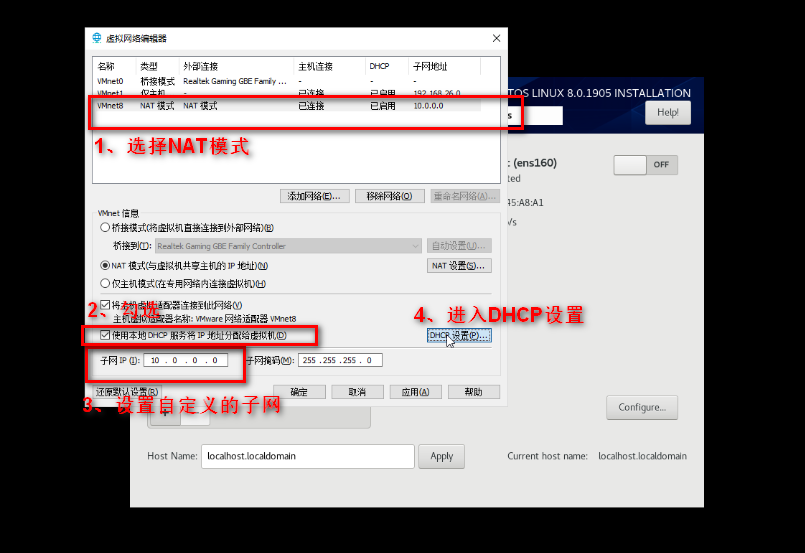 虚拟网络编辑器
名称 类型 外部连接 主机连接 DHCP 子网地址
VMnet0 桥接模式 Realtek Gaming GBE Family ... - - -
VMnet1 仅主机... - 已连接 已启用 192.168.26.0
VMnet8 NAT 模式 NAT 模式 已连接 已启用 10.0.0.0
1、选择NAT模式
添加网络(E)... 移除网络(O) 重命名网络(A)...
VMnet 信息
桥接模式(将虚拟机直接连接到外部网络)(B)
桥接到(T): Realtek Gaming GBE Family Controller 自动设置(U)...
NAT 模式(与虚拟机共享主机的 IP 地址)(N) NAT 设置(S)...
仅主机模式(在专用网络内连接虚拟机)(H)
将主机虚拟适配器连接到此网络(V)
2、勾选
主机虚拟适配器名称: VMware 网络适配器 VMnet8
4、进入DHCP设置
使用本地 DHCP 服务将 IP 地址分配给虚拟机(D) DHCP 设置(P)...
子网 IP (I): 10 . 0 . 0 . 0 子网掩码(M): 255 .255 .255 . 0
还原默认设置(R) 确定 取消 应用(A) 帮助
3、设置自定义的子网
TOS LINUX 8.0.1905 INSTALLATION
Help!
(ens160)
OFF
45:A8:A1
Configure...
Host Name: localhost.localdomain Apply Current host name: localhost.localdomain